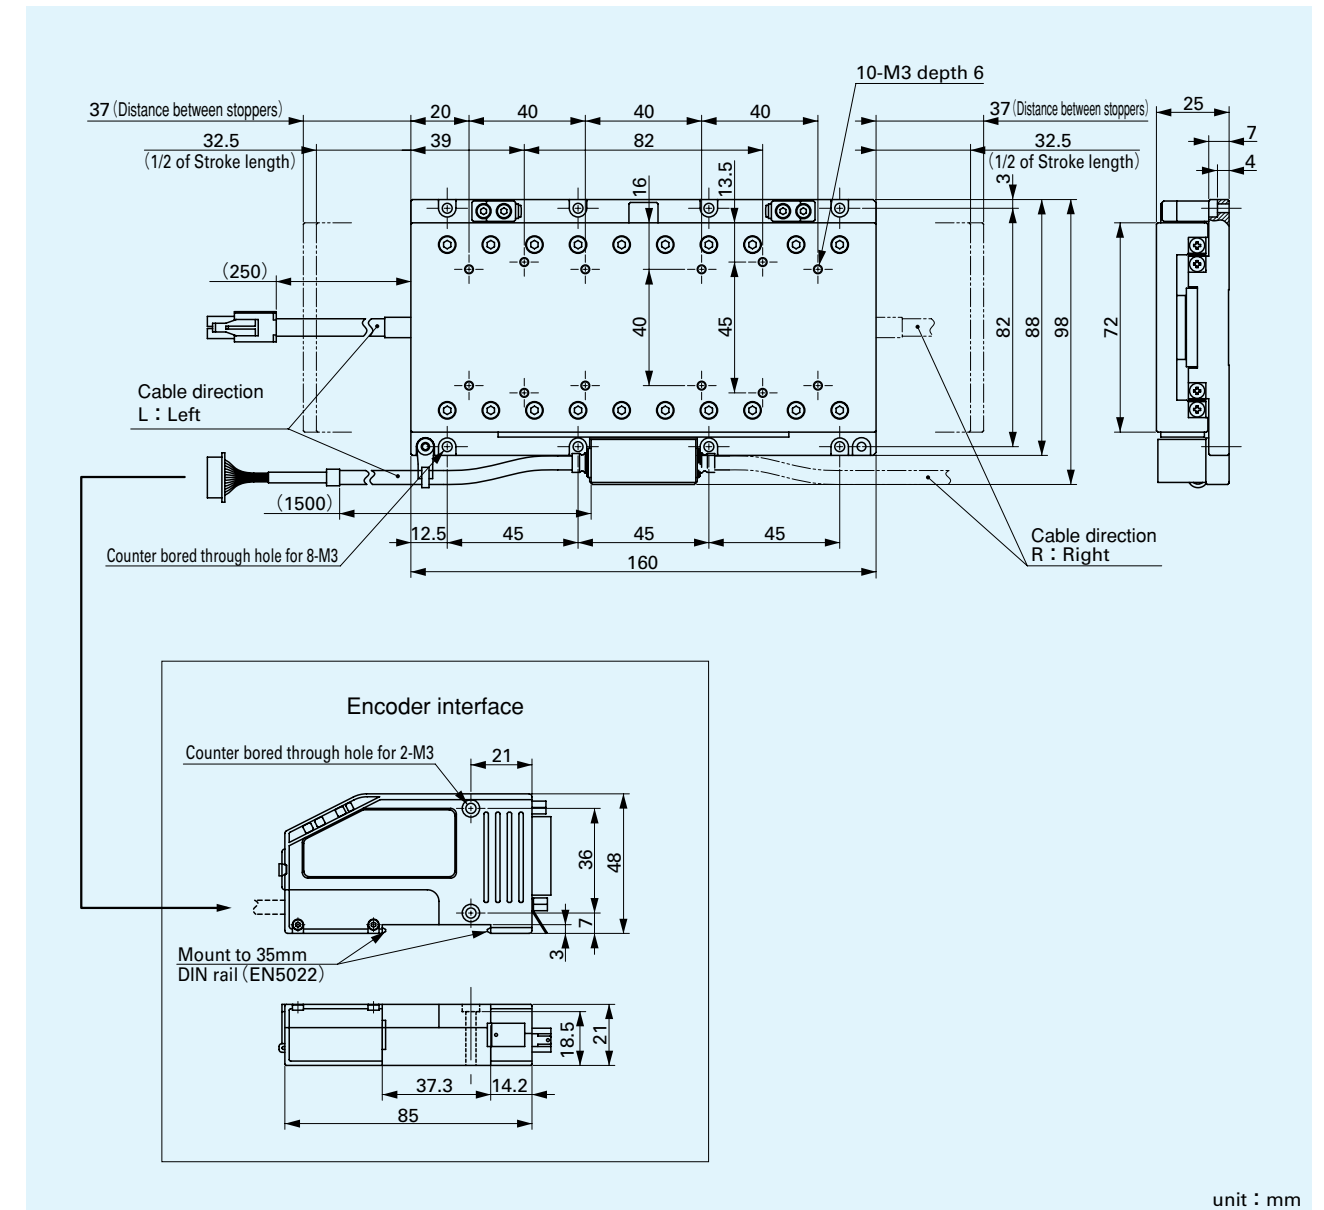 10-M3 depth 6
37(Distance between stoppers)
20
40
40
40
37(Distance between stoppers)
25
32.5
(1/2 of Stroke length)
39
82
32.5
(1/2 of Stroke length)
7
4
16
13.5
3
(250)
40
45
82
88
98
72
Cable direction
L：Left
(1500)
12.5
45
45
45
Cable direction
R：Right
Counter bored through hole for 8-M3
160
Encoder interface
Counter bored through hole for 2-M3
21
36
48
7
3
Mount to 35mm
DIN rail(EN5022)
18.5
21
37.3
14.2
85
unit：mm